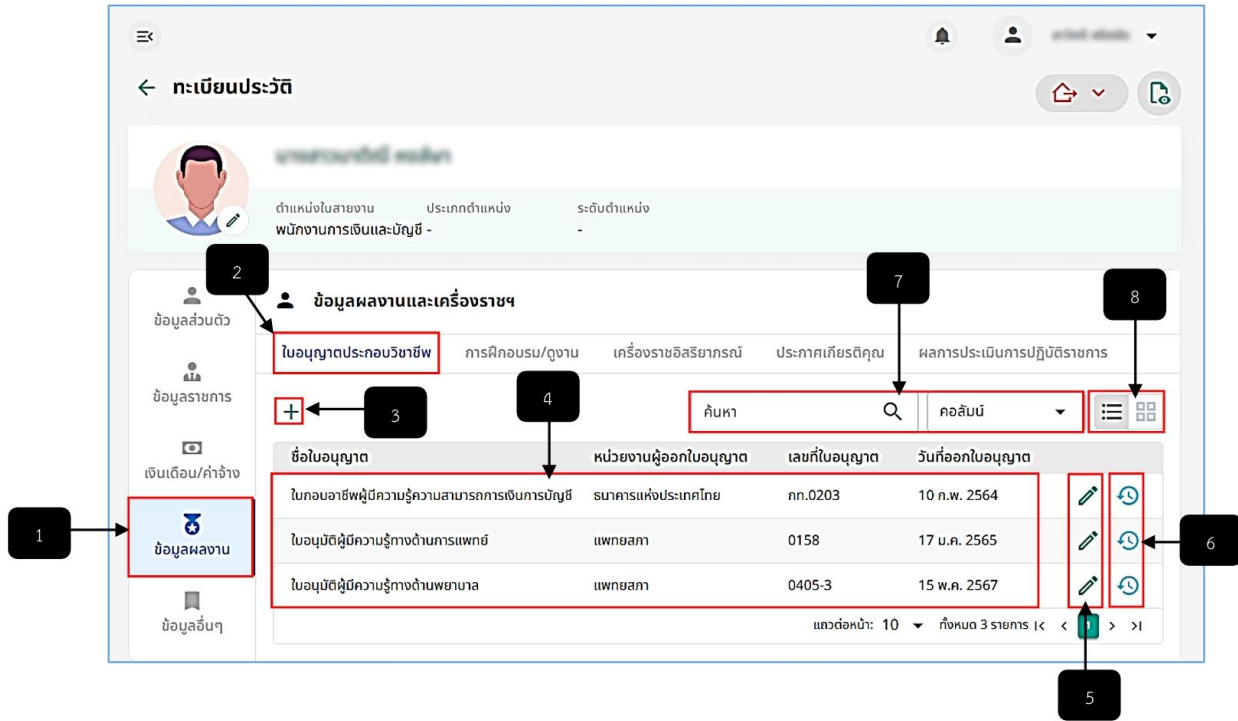 ทะเบียนประวัติ
ตำแหน่งในสายงาน ประเภทตำแหน่ง ระดับตำแหน่ง
พนักงานการเงินและบัญชี - -
2
7
8
ข้อมูลส่วนตัว
ข้อมูลผลงานและเครื่องราชฯ
ใบอนุญาตประกอบวิชาชีพ การฝึกอบรม/ดูงาน เครื่องราชอิสริยาภรณ์ ประกาศเกียรติคุณ ผลการประเมินการปฏิบัติราชการ
ข้อมูลราชการ
3
4
ค้นหา คอลัมน์
เงินเดือน/ค่าจ้าง
ชื่อใบอนุญาต หน่วยงานผู้ออกใบอนุญาต เลขที่ใบอนุญาต วันที่ออกใบอนุญาต
ใบกอบอาชีพผู้มีความรู้ความสามารถการเงินการบัญชี ธนาคารแห่งประเทศไทย กท.0203 10 ก.พ. 2564
1
ข้อมูลผลงาน
ใบอนุมัติผู้มีความรู้ทางด้านการแพทย์ แพทยสภา 0158 17 ม.ค. 2565
6
ใบอนุมัติผู้มีความรู้ทางด้านพยาบาล แพทยสภา 0405-3 15 พ.ค. 2567
ข้อมูลอื่นๆ
แถวต่อหน้า: 10 ทั้งหมด 3 รายการ |< < 1 > >|
5